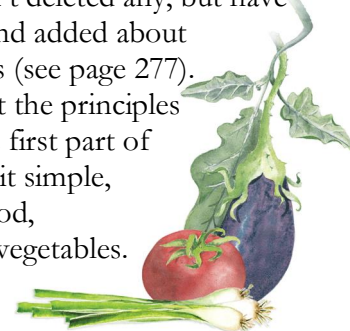 t deleted any, but have
nd added about
s (see page 277).
t the principles
first part of
it simple,
od,
vegetables.